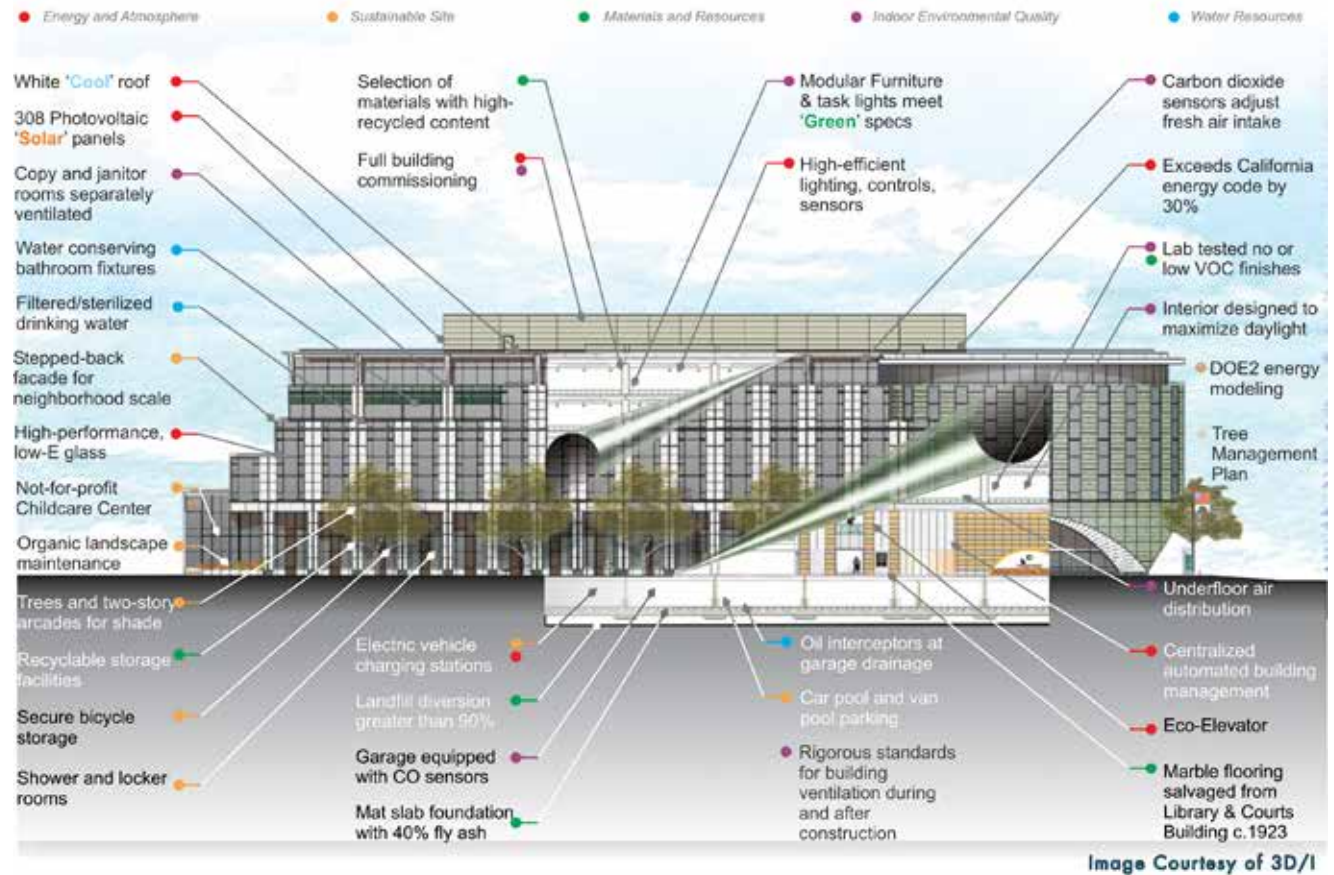 Energy and Atmosphere
Sustainable Site
Materials and Resources
Indoor Environmental Quality
Water Resources
White 'Cool' roof
308 Photovoltaic
'Solar' panels
Copy and janitor
rooms separately
ventilated
Water conserving
bathroom fixtures
Filtered/sterilized
drinking water
Stepped-back
facade for
neighborhood scale
High-performance,
low-E glass
Not-for-profit
Childcare Center
Organic landscape
maintenance
Trees and two-story
arcades for shade
Recyclable storage
facilities
Secure bicycle
storage
Shower and locker
rooms
Selection of
materials with high-
recycled content
Full building
commissioning
Electric vehicle
charging stations
Landfill diversion
greater than 90%
Garage equipped
with CO sensors
Mat slab foundation
with 40% fly ash
Modular Furniture
& task lights meet
'Green' specs
High-efficient
lighting, controls,
sensors
Oil interceptors at
garage drainage
Car pool and van
pool parking
Rigorous standards
for building
ventilation during
and after
construction
Carbon dioxide
sensors adjust
fresh air intake
Exceeds California
energy code by
30%
Lab tested no or
low VOC finishes
Interior designed to
maximize daylight
DOE2 energy
modeling
Tree
Management
Plan
Underfloor air
distribution
Centralized
automated building
management
Eco-Elevator
Marble flooring
salvaged from
Library & Courts
Building c.1923
Image Courtesy of 3D/I